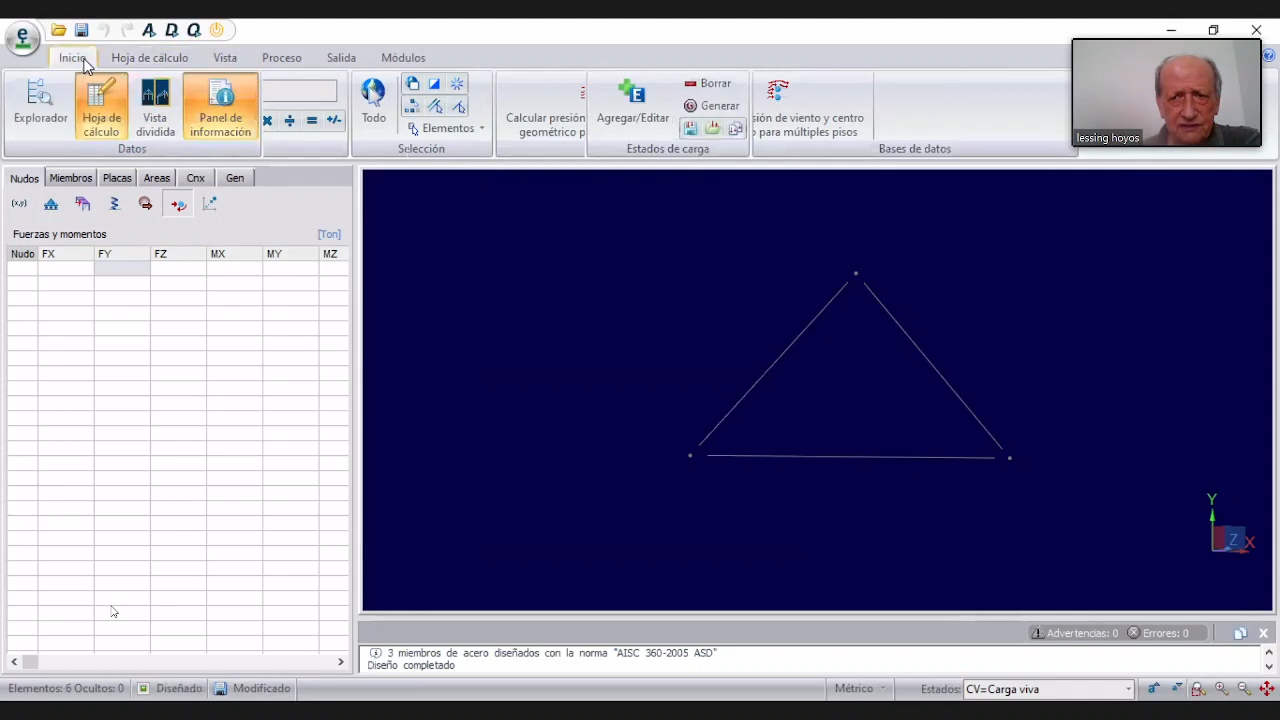 Hoja de cálculo
Vista
Proceso
Salida
Módulos
Explorador
Hoja de cálculo
Vista dividida
Panel de información
Datos
Todo
Elementos
Selección
Calcular presión geométrico p
Agregar/Editar
Borrar
Generar
Estados de carga
sión de viento y centro
para múltiples pisos
Bases de datos
lessing hoyos
Nudos
Miembros
Placas
Areas
Cnx
Gen
Fuerzas y momentos
[Ton]
Nudo FX FY FZ MX MY MZ
Y
Z
X
Advertencias: 0
Errores: 0
3 miembros de acero diseñados con la norma "AISC 360-2005 ASD"
Diseño completado
Elementos: 6 Ocultos: 0
Diseñado
Modificado
Métrico
Estados:
CV=Carga viva